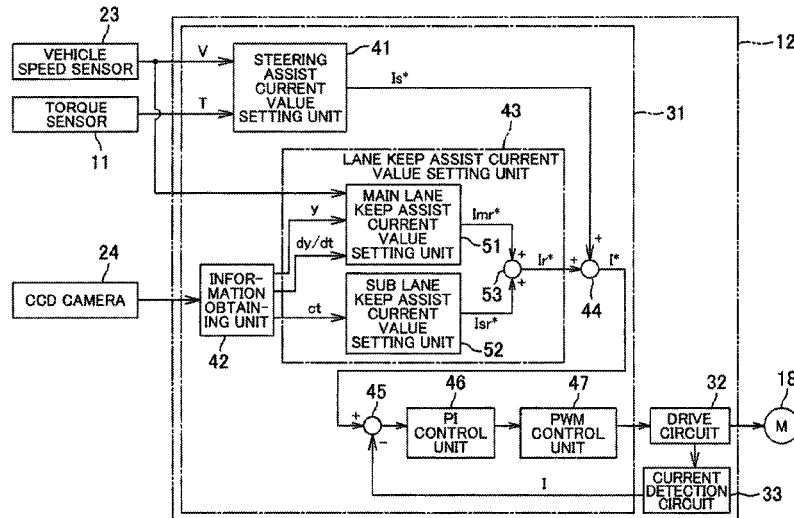 23
VEHICLE
SPEED SENSOR
V
TORQUE
SENSOR
T
11
41
STEERING
ASSIST
CURRENT
VALUE
SETTING UNIT
Is*
12
31
43
LANE KEEP ASSIST CURRENT
VALUE SETTING UNIT
MAIN LANE
KEEP ASSIST
CURRENT
VALUE
SETTING UNIT
y
dy/dt
Imr*
51
24
CCD CAMERA
INFOR-
MATION
OBTAIN-
ING UNIT
42
ct
SUB LANE
KEEP ASSIST
CURRENT
VALUE
SETTING UNIT
Isr*
52
+
+
53
Ir*
+
+
I*
44
45
+
-
46
PI
CONTROL
UNIT
47
PWM
CONTROL
UNIT
32
DRIVE
CIRCUIT
18
M
I
CURRENT
DETECTION
CIRCUIT
33